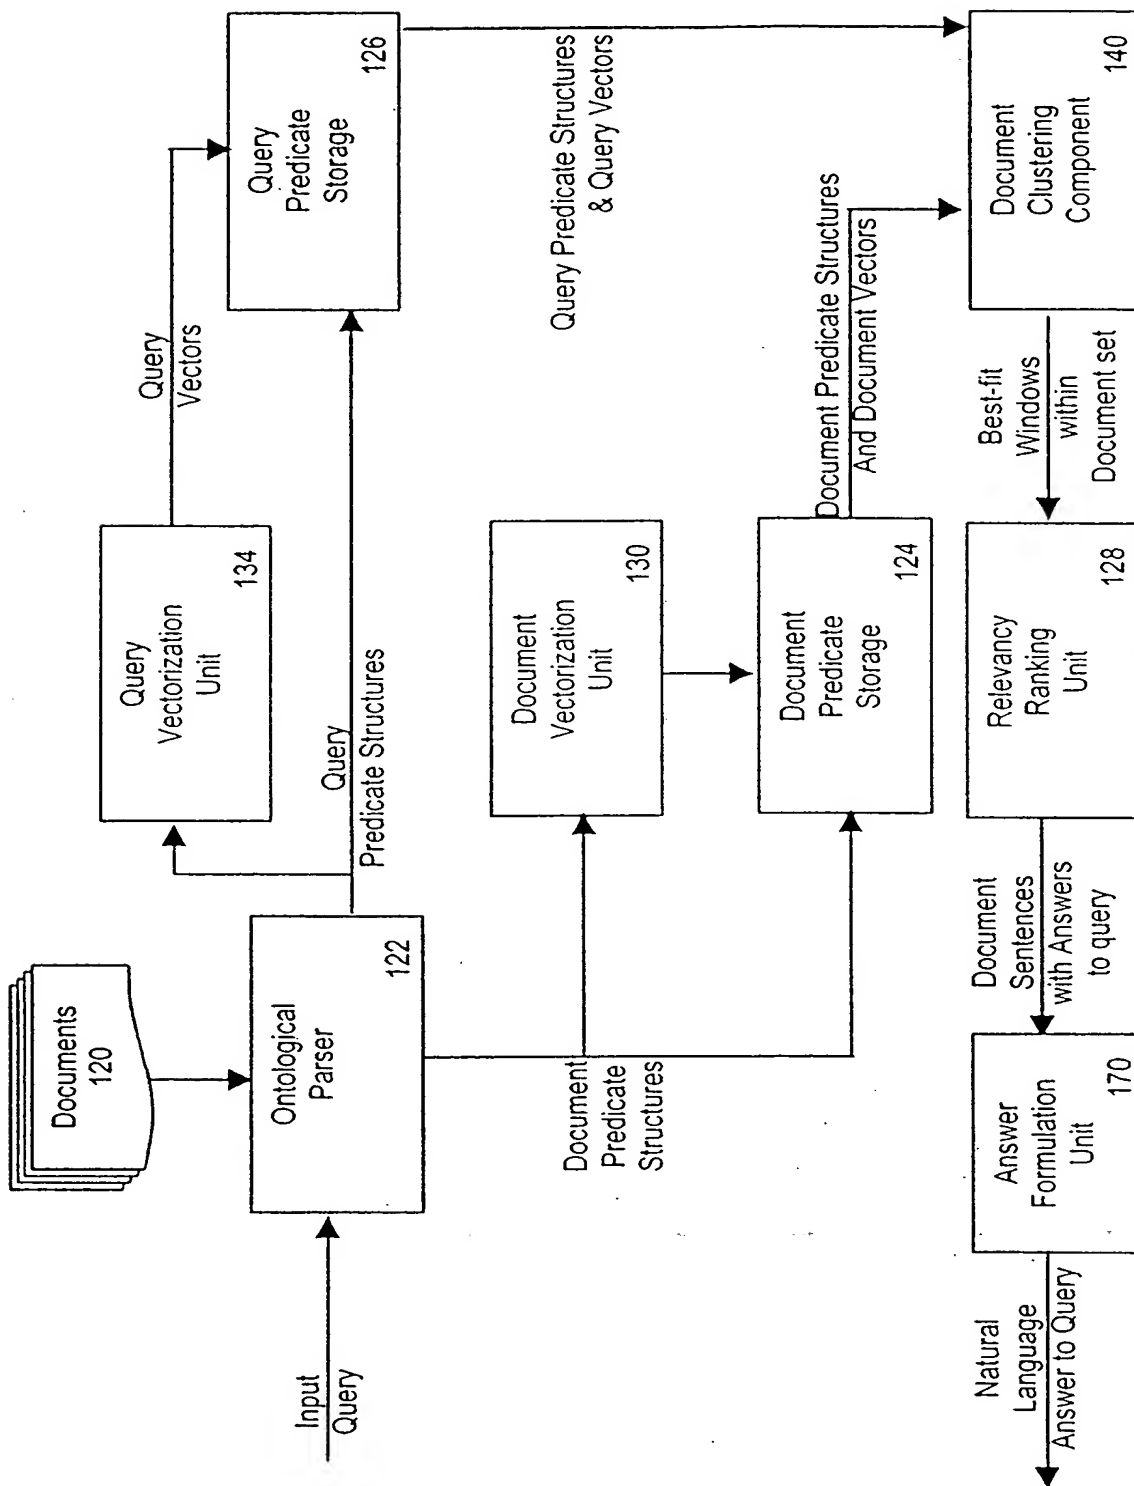 Documents
120
Input
Query
Ontological
Parser
122
Query
Vectorization
Unit
134
Query
Vectors
Query
Predicate Structures
Query
Predicate
Storage
126
Document
Predicate
Structures
Document
Vectorization
Unit
130
Document
Predicate
Storage
124
Query Predicate Structures
& Query Vectors
Document Predicate Structures
And Document Vectors
Document
Clustering
Component
140
Best-fit
Windows
within
Document set
Relevancy
Ranking
Unit
128
Document
Sentences
with Answers
to query
Answer
Formulation
Unit
170
Natural
Language
Answer to Query